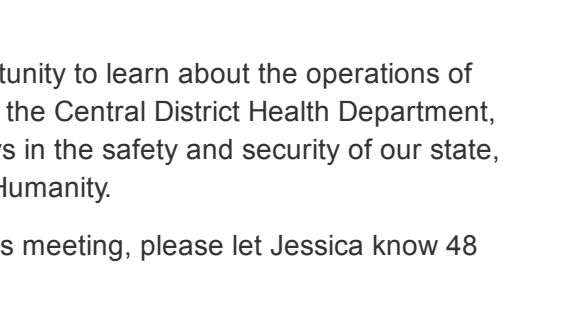 tunity to learn about the operations of
the Central District Health Department,
s in the safety and security of our state,
Humanity.
s meeting, please let Jessica know 48